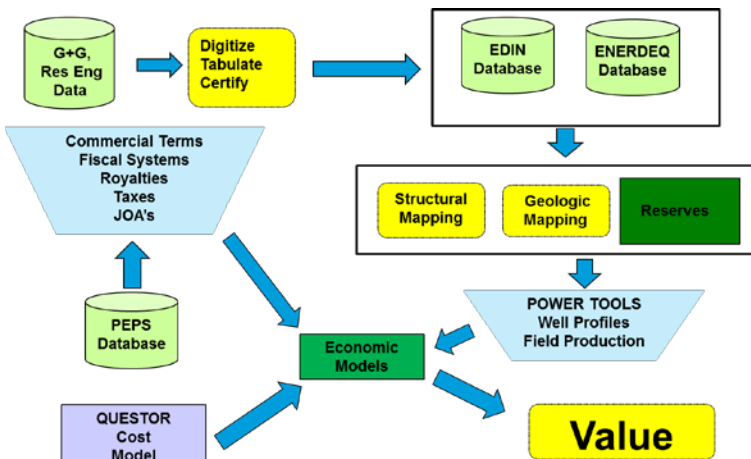 G+G,
Res Eng
Data
Digitize
Tabulate
Certify
EDIN
Database
ENERDEQ
Database
Commercial Terms
Fiscal Systems
Royalties
Taxes
JOA's
Structural
Mapping
Geologic
Mapping
Reserves
PEPS
Database
POWER TOOLS
Well Profiles
Field Production
Economic
Models
QUESTOR
Cost
Model
Value